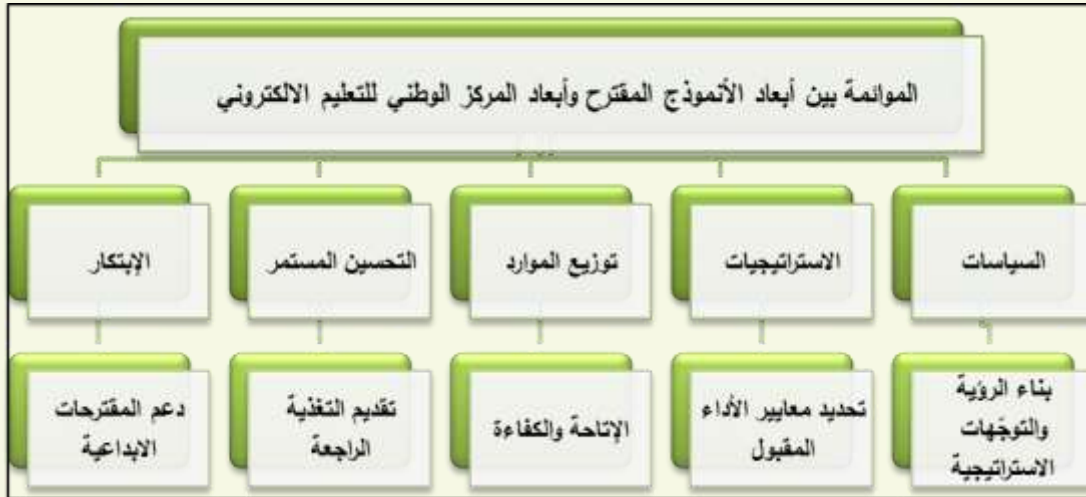 الموائمة بين أبعاد الأنموذج المقترح وأبعاد المركز الوطني للتعليم الالكتروني
السياسات
الاستراتيجيات
توزيع الموارد
التحسين المستمر
الإبتكار
بناء الرؤية
والتوجّهات
الاستراتيجية
تحديد معايير الأداء
المقبول
الإتاحة والكفاءة
تقديم التغذية
الراجعة
دعم المقترحات
الابداعية